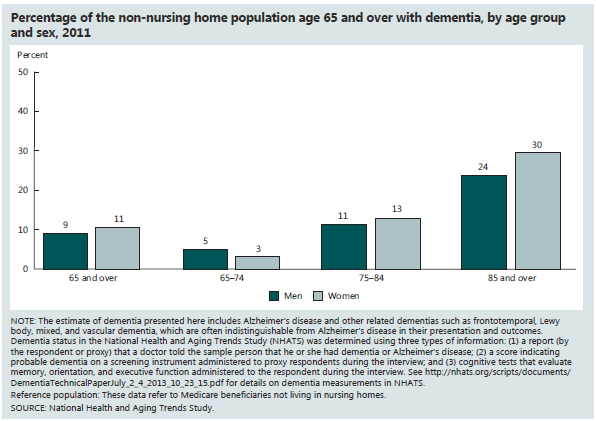 Percentage of the non-nursing home population age 65 and over with dementia, by age group
and sex, 2011
Percent
50
40
30
20
10
0
9
11
5
3
11
13
24
30
65 and over
65–74
75–84
85 and over
Men
Women
NOTE: The estimate of dementia presented here includes Alzheimer's disease and other related dementias such as frontotemporal, Lewy
body, mixed, and vascular dementia, which are often indistinguishable from Alzheimer's disease in their presentation and outcomes.
Dementia status in the National Health and Aging Trends Study (NHATS) was determined using three types of information: (1) a report (by
the respondent or proxy) that a doctor told the sample person that he or she had dementia or Alzheimer's disease; (2) a score indicating
probable dementia on a screening instrument administered to proxy respondents during the interview; and (3) cognitive tests that evaluate
memory, orientation, and executive function administered to the respondent during the interview. See http://nhats.org/scripts/documents/
DementiaTechnicalPaperJuly_2_4_2013_10_23_15.pdf for details on dementia measurements in NHATS.
Reference population: These data refer to Medicare beneficiaries not living in nursing homes.
SOURCE: National Health and Aging Trends Study.